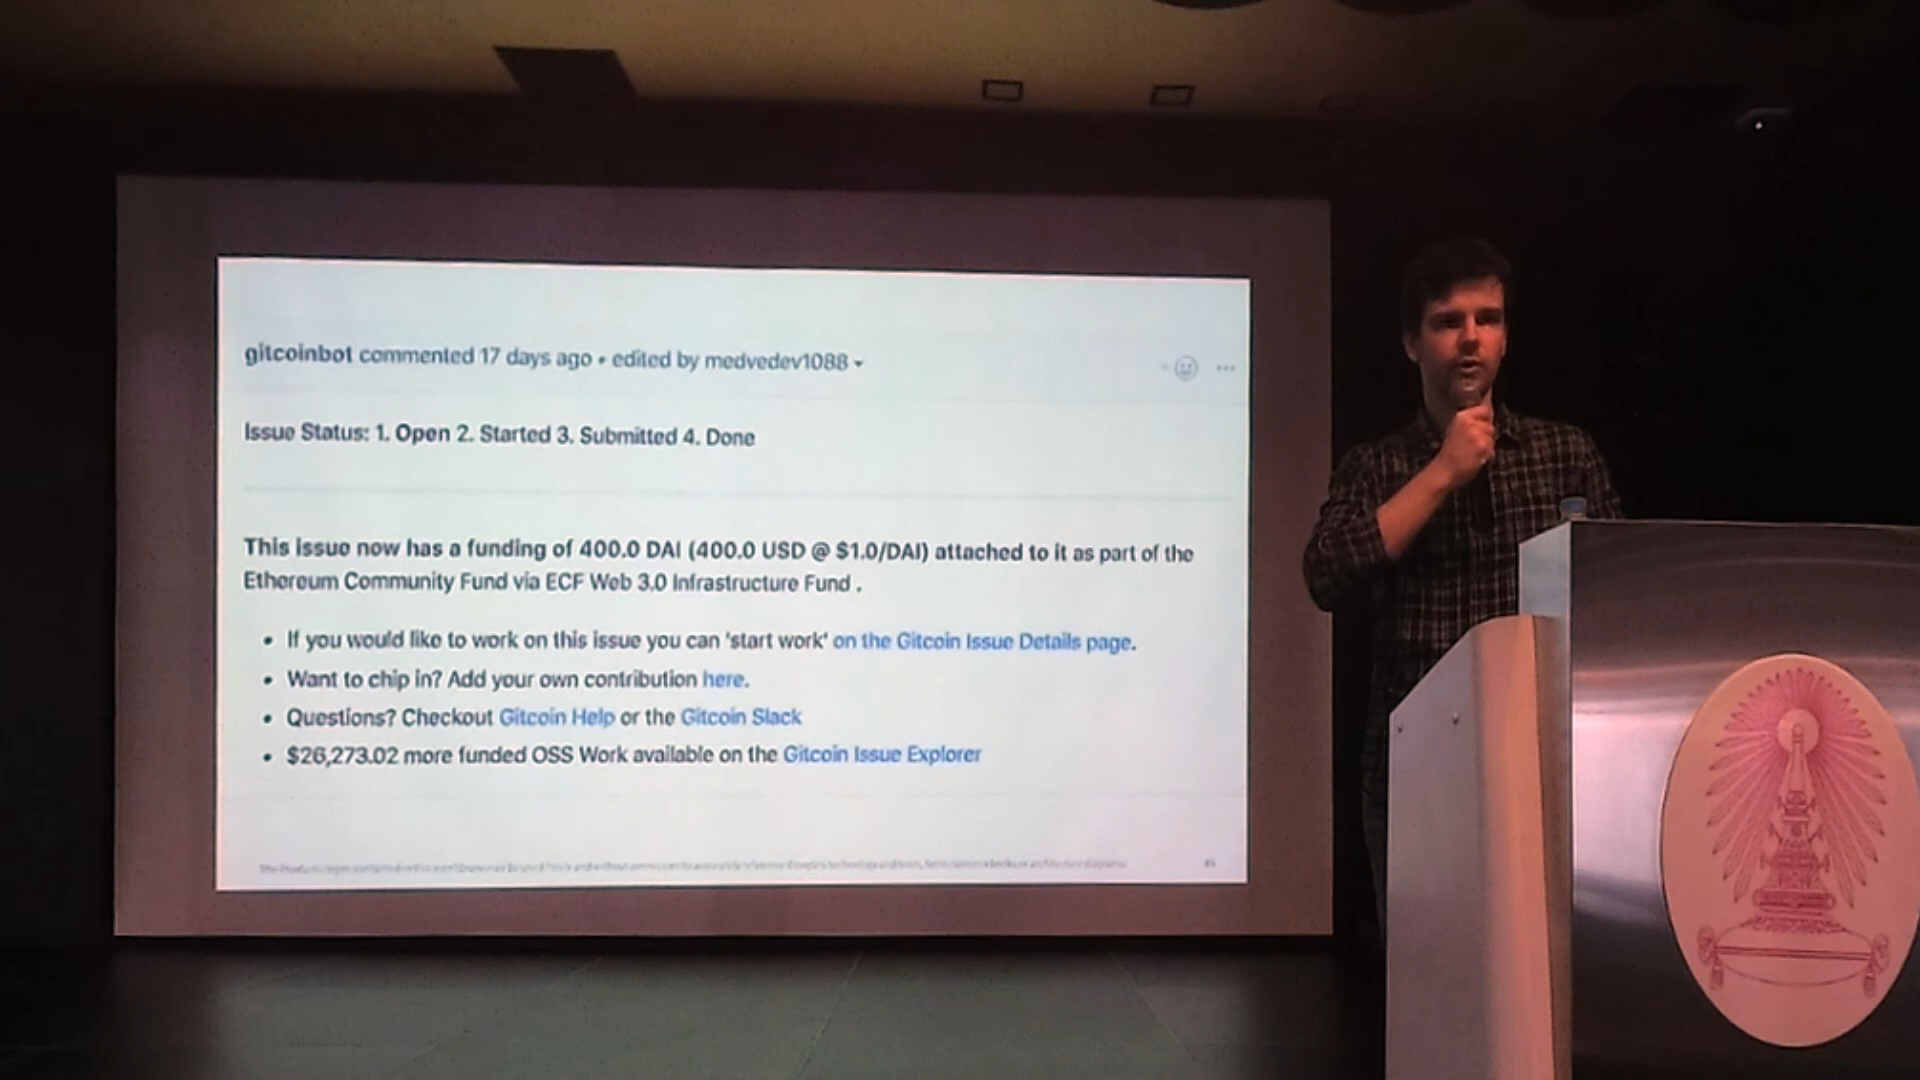 gitcoinbot commented 17 days ago • edited by medvedev1088
Issue Status: 1. Open 2. Started 3. Submitted 4. Done
This issue now has a funding of 400.0 DAI (400.0 USD @ $1.0/DAI) attached to it as part of the
Ethereum Community Fund via ECF Web 3.0 Infrastructure Fund .
• If you would like to work on this issue you can 'start work' on the Gitcoin Issue Details page.
• Want to chip in? Add your own contribution here.
• Questions? Checkout Gitcoin Help or the Gitcoin Slack
• $26,273.02 more funded OSS Work available on the Gitcoin Issue Explorer